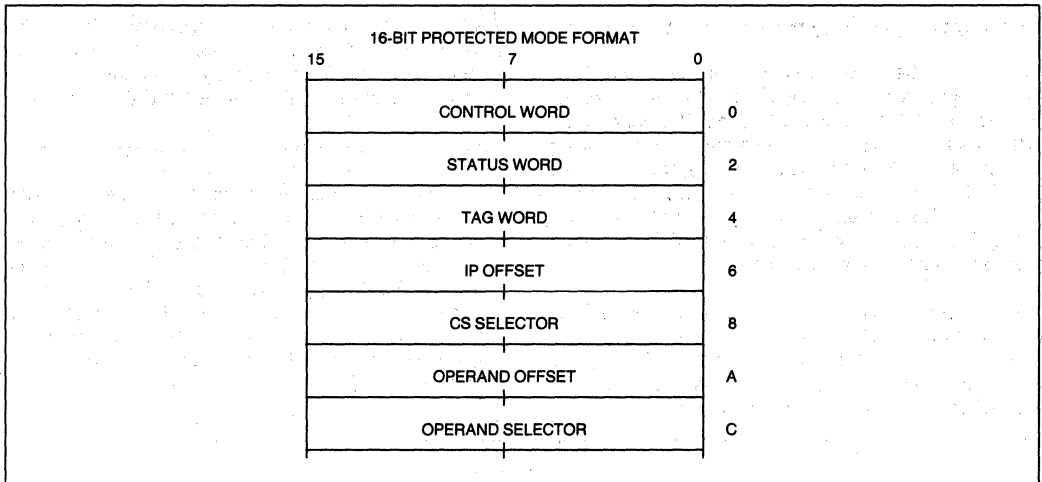 16-BIT PROTECTED MODE FORMAT
15 7 0
CONTROL WORD 0
STATUS WORD 2
TAG WORD 4
IP OFFSET 6
CS SELECTOR 8
OPERAND OFFSET A
OPERAND SELECTOR C